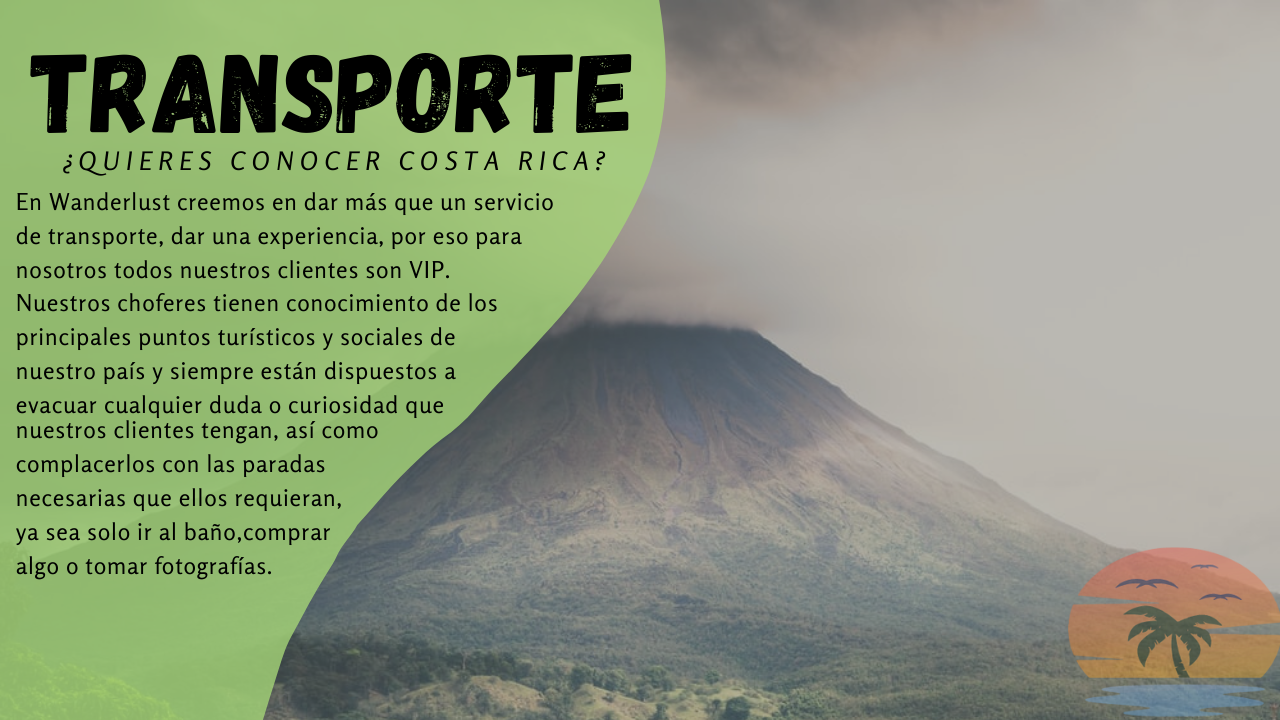 TRANSPORTE
¿QUIERES CONOCER COSTA RICA?
En Wanderlust creemos en dar más que un servicio
de transporte, dar una experiencia, por eso para
nosotros todos nuestros clientes son VIP.
Nuestros choferes tienen conocimiento de los
principales puntos turísticos y sociales de
nuestro país y siempre están dispuestos a
evacuar cualquier duda o curiosidad que
nuestros clientes tengan, así como
complacerlos con las paradas
necesarias que ellos requieran,
ya sea solo ir al baño,comprar
algo o tomar fotografías.